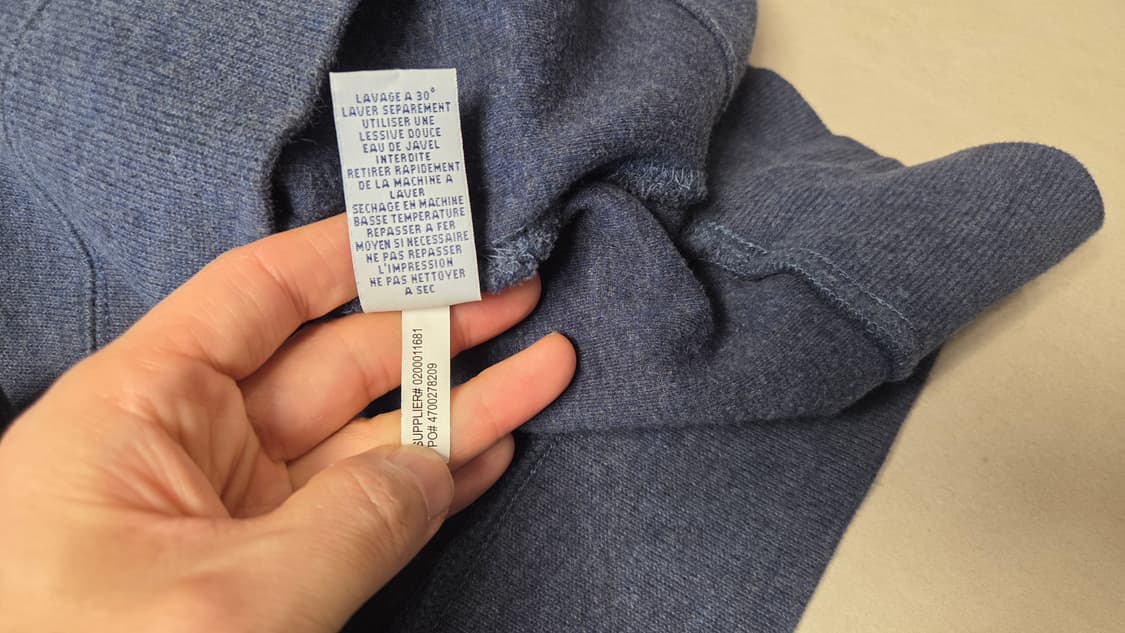 LAVAGE A 30°
LAVER SEPAREMENT
UTILISER UNE
LESSIVE DOUCE
EAU DE JAVEL
INTERDITE
RETIRER RAPIDEMENT
DE LA MACHINE A
LAVER
SECHAGE EN MACHINE
BASSE TEMPERATURE
REPASSER A FER
MOYEN SI NECESSAIRE
NE PAS REPASSER
L'IMPRESSION
NE PAS NETTOYER
A SEC
SUPPLIER# 0200011681
PO# 4700278209